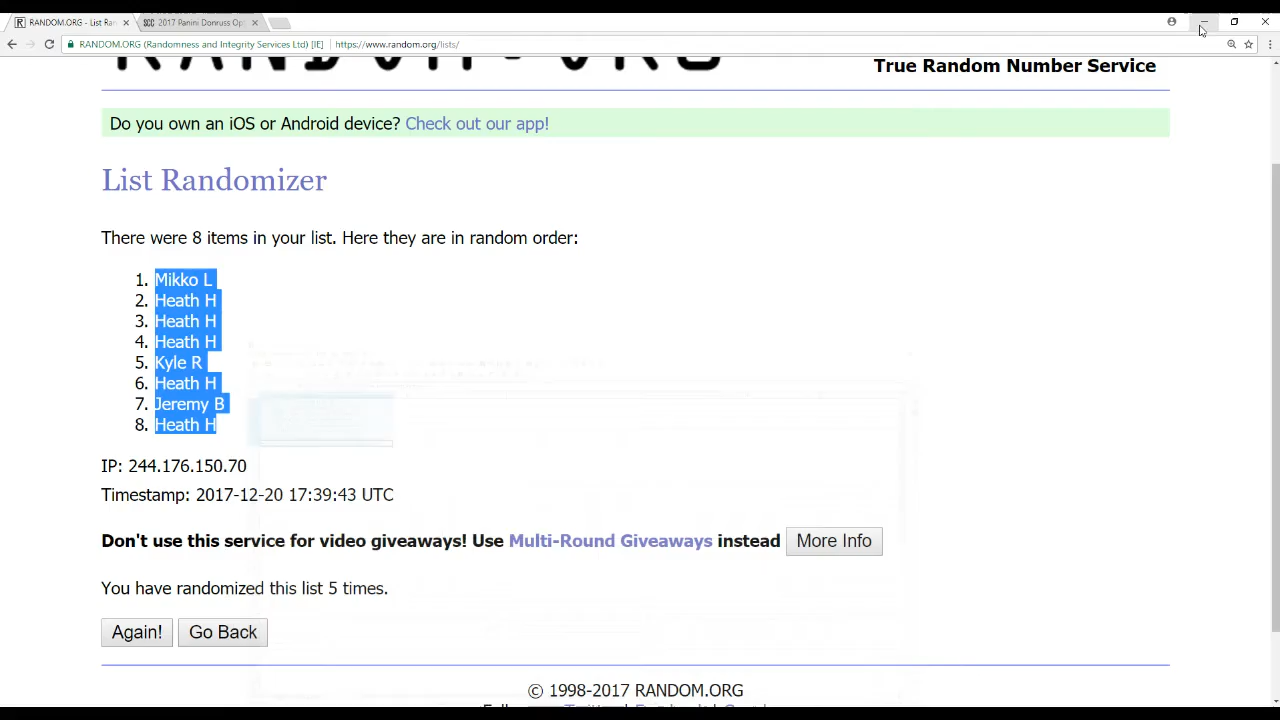 RANDOM.ORG - List Ran
2017 Panini Donruss Op
RANDOM.ORG (Randomness and Integrity Services Ltd) [IE]
https://www.random.org/lists/
RANDOM.ORG
True Random Number Service
Do you own an iOS or Android device? Check out our app!
List Randomizer
There were 8 items in your list. Here they are in random order:
1. Mikko L
2. Heath H
3. Heath H
4. Heath H
5. Kyle R
6. Heath H
7. Jeremy B
8. Heath H
IP: 244.176.150.70
Timestamp: 2017-12-20 17:39:43 UTC
Don't use this service for video giveaways! Use Multi-Round Giveaways instead More Info
You have randomized this list 5 times.
Again! Go Back
© 1998-2017 RANDOM.ORG